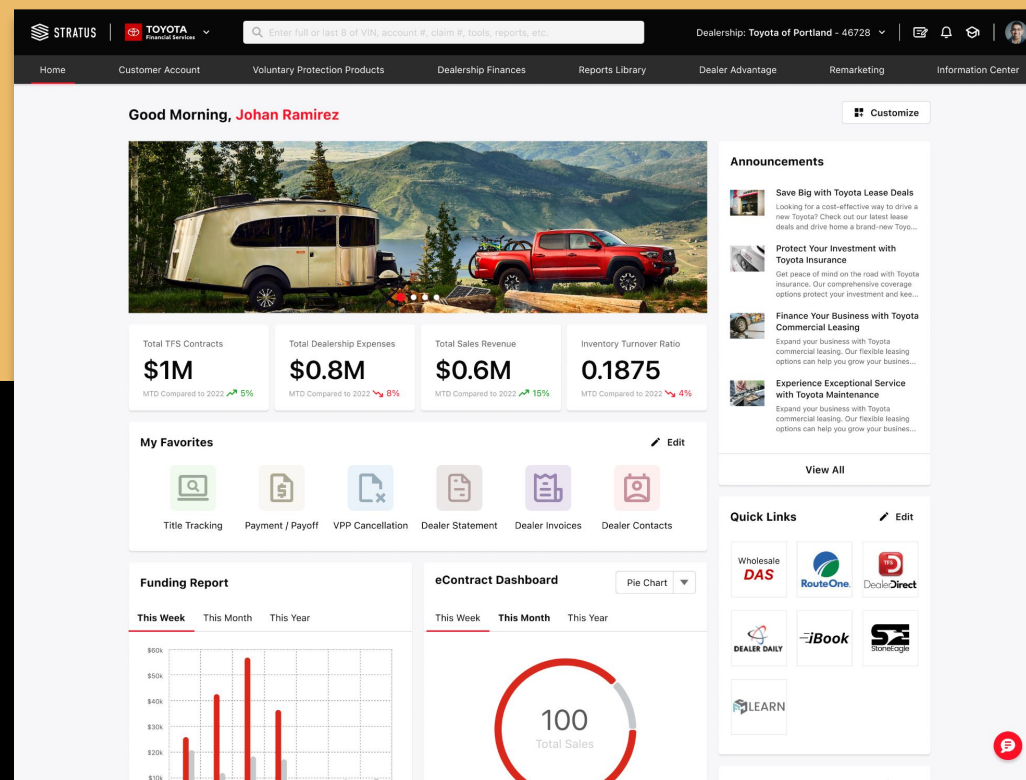 STRATUS
TOYOTA
Financial Services
Enter full or last 8 of VIN, account #, claim #, tools, reports, etc.
Dealership: Toyota of Portland - 46728
Home
Customer Account
Voluntary Protection Products
Dealership Finances
Reports Library
Dealer Advantage
Remarketing
Information Center
Good Morning, Johan Ramirez
Customize
Total TFS Contracts
$1M
MTD Compared to 2022 5%
Total Dealership Expenses
$0.8M
MTD Compared to 2022 8%
Total Sales Revenue
$0.6M
MTD Compared to 2022 15%
Inventory Turnover Ratio
0.1875
MTD Compared to 2022 4%
My Favorites
Edit
Title Tracking
Payment / Payoff
VPP Cancellation
Dealer Statement
Dealer Invoices
Dealer Contacts
Funding Report
This Week
This Month
This Year
$60k
$50k
$40k
$30k
$20k
$10k
eContract Dashboard
Pie Chart
This Week
This Month
This Year
100
Total Sales
Announcements
Save Big with Toyota Lease Deals
Looking for a cost-effective way to drive a
new Toyota? Check out our latest lease
deals and drive home a brand-new Toyo...
Protect Your Investment with
Toyota Insurance
Get peace of mind on the road with Toyota
insurance. Our comprehensive coverage
options protect your investment and kee...
Finance Your Business with Toyota
Commercial Leasing
Expand your business with Toyota
commercial leasing. Our flexible leasing
options can help you grow your busines...
Experience Exceptional Service
with Toyota Maintenance
Expand your business with Toyota
commercial leasing. Our flexible leasing
options can help you grow your busines...
View All
Quick Links
Edit
Wholesale
DAS
RouteOne.
TFS
DealerDirect
DEALER DAILY
iBook
StoneEagle
LEARN